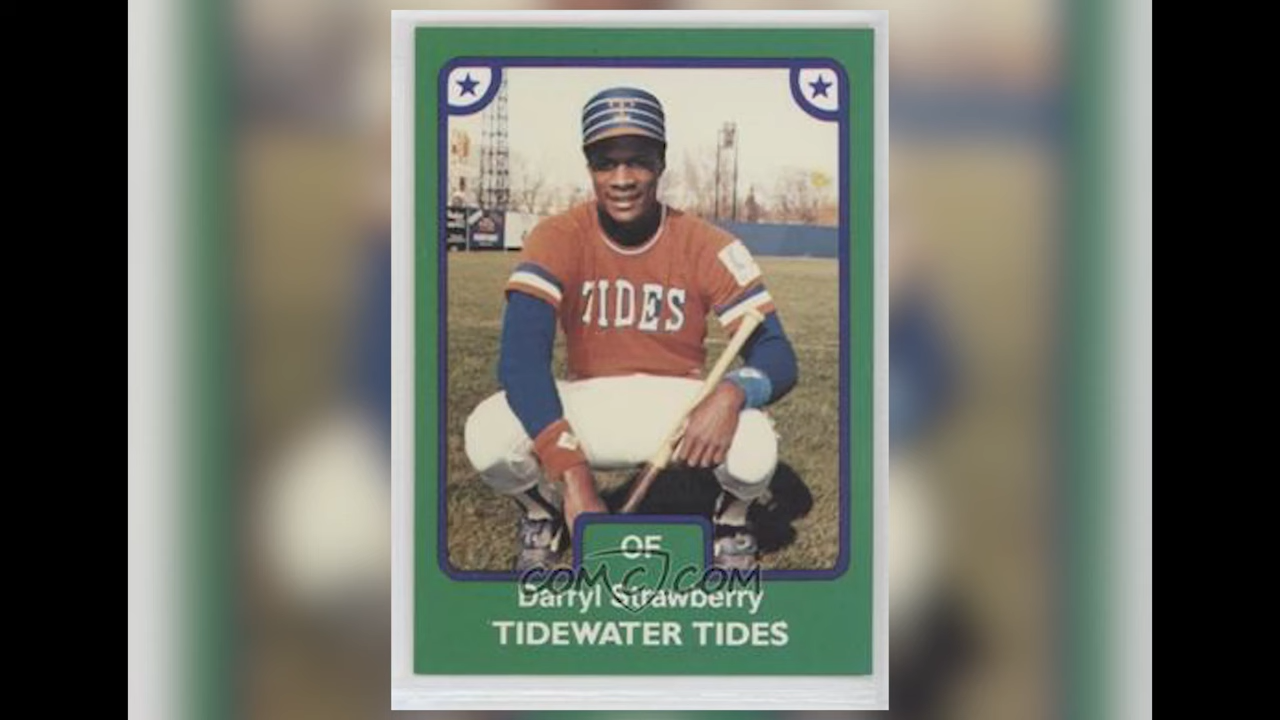 T
TIDES
OF
COMC.COM
Darryl Strawberry
TIDEWATER TIDES